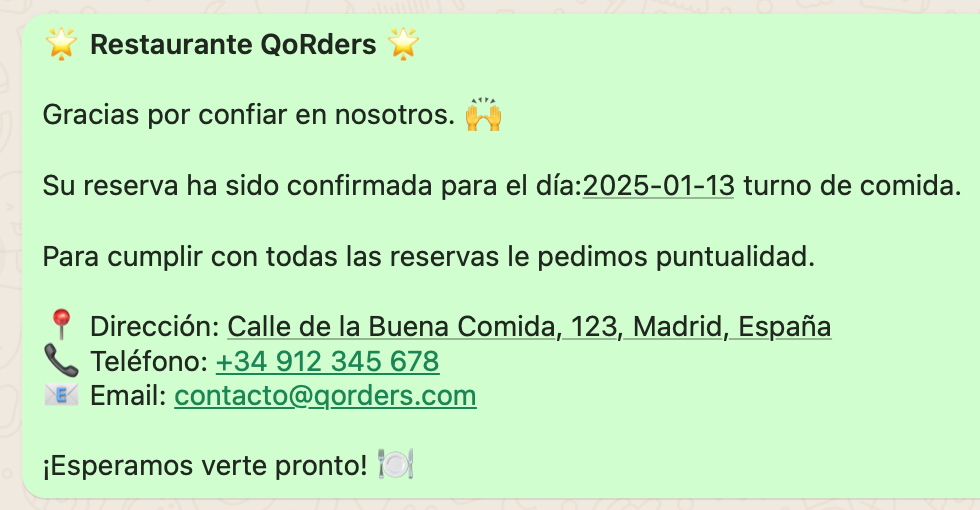 🌟 Restaurante QoRders 🌟
Gracias por confiar en nosotros. 🙌
Su reserva ha sido confirmada para el día:2025-01-13 turno de comida.
Para cumplir con todas las reservas le pedimos puntualidad.
📍 Dirección: Calle de la Buena Comida, 123, Madrid, España
📞 Teléfono: +34 912 345 678
📧 Email: contacto@qorders.com
¡Esperamos verte pronto! 🍽️